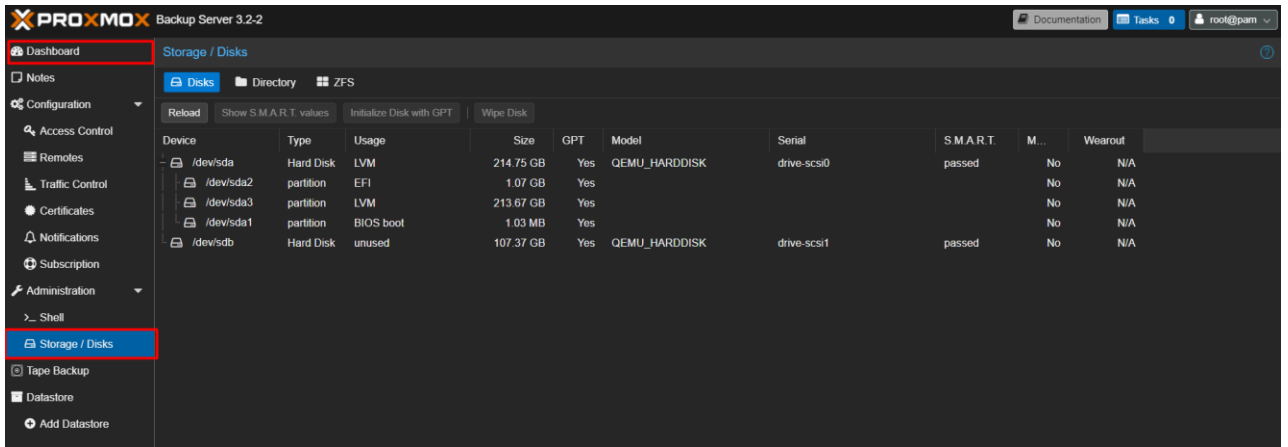 PROXMOX Backup Server 3.2-2 Documentation Tasks 0 root@pam
Dashboard
Notes
Configuration
Access Control
Remotes
Traffic Control
Certificates
Notifications
Subscription
Administration
>_ Shell
Storage / Disks
Tape Backup
Datastore
Add Datastore
Storage / Disks
Disks Directory ZFS
Reload Show S.M.A.R.T. values Initialize Disk with GPT Wipe Disk
Device Type Usage Size GPT Model Serial S.M.A.R.T. M... Wearout
/dev/sda Hard Disk LVM 214.75 GB Yes QEMU_HARDDISK drive-scsi0 passed No N/A
/dev/sda2 partition EFI 1.07 GB Yes No N/A
/dev/sda3 partition LVM 213.67 GB Yes No N/A
/dev/sda1 partition BIOS boot 1.03 MB Yes No N/A
/dev/sdb Hard Disk unused 107.37 GB Yes QEMU_HARDDISK drive-scsi1 passed No N/A